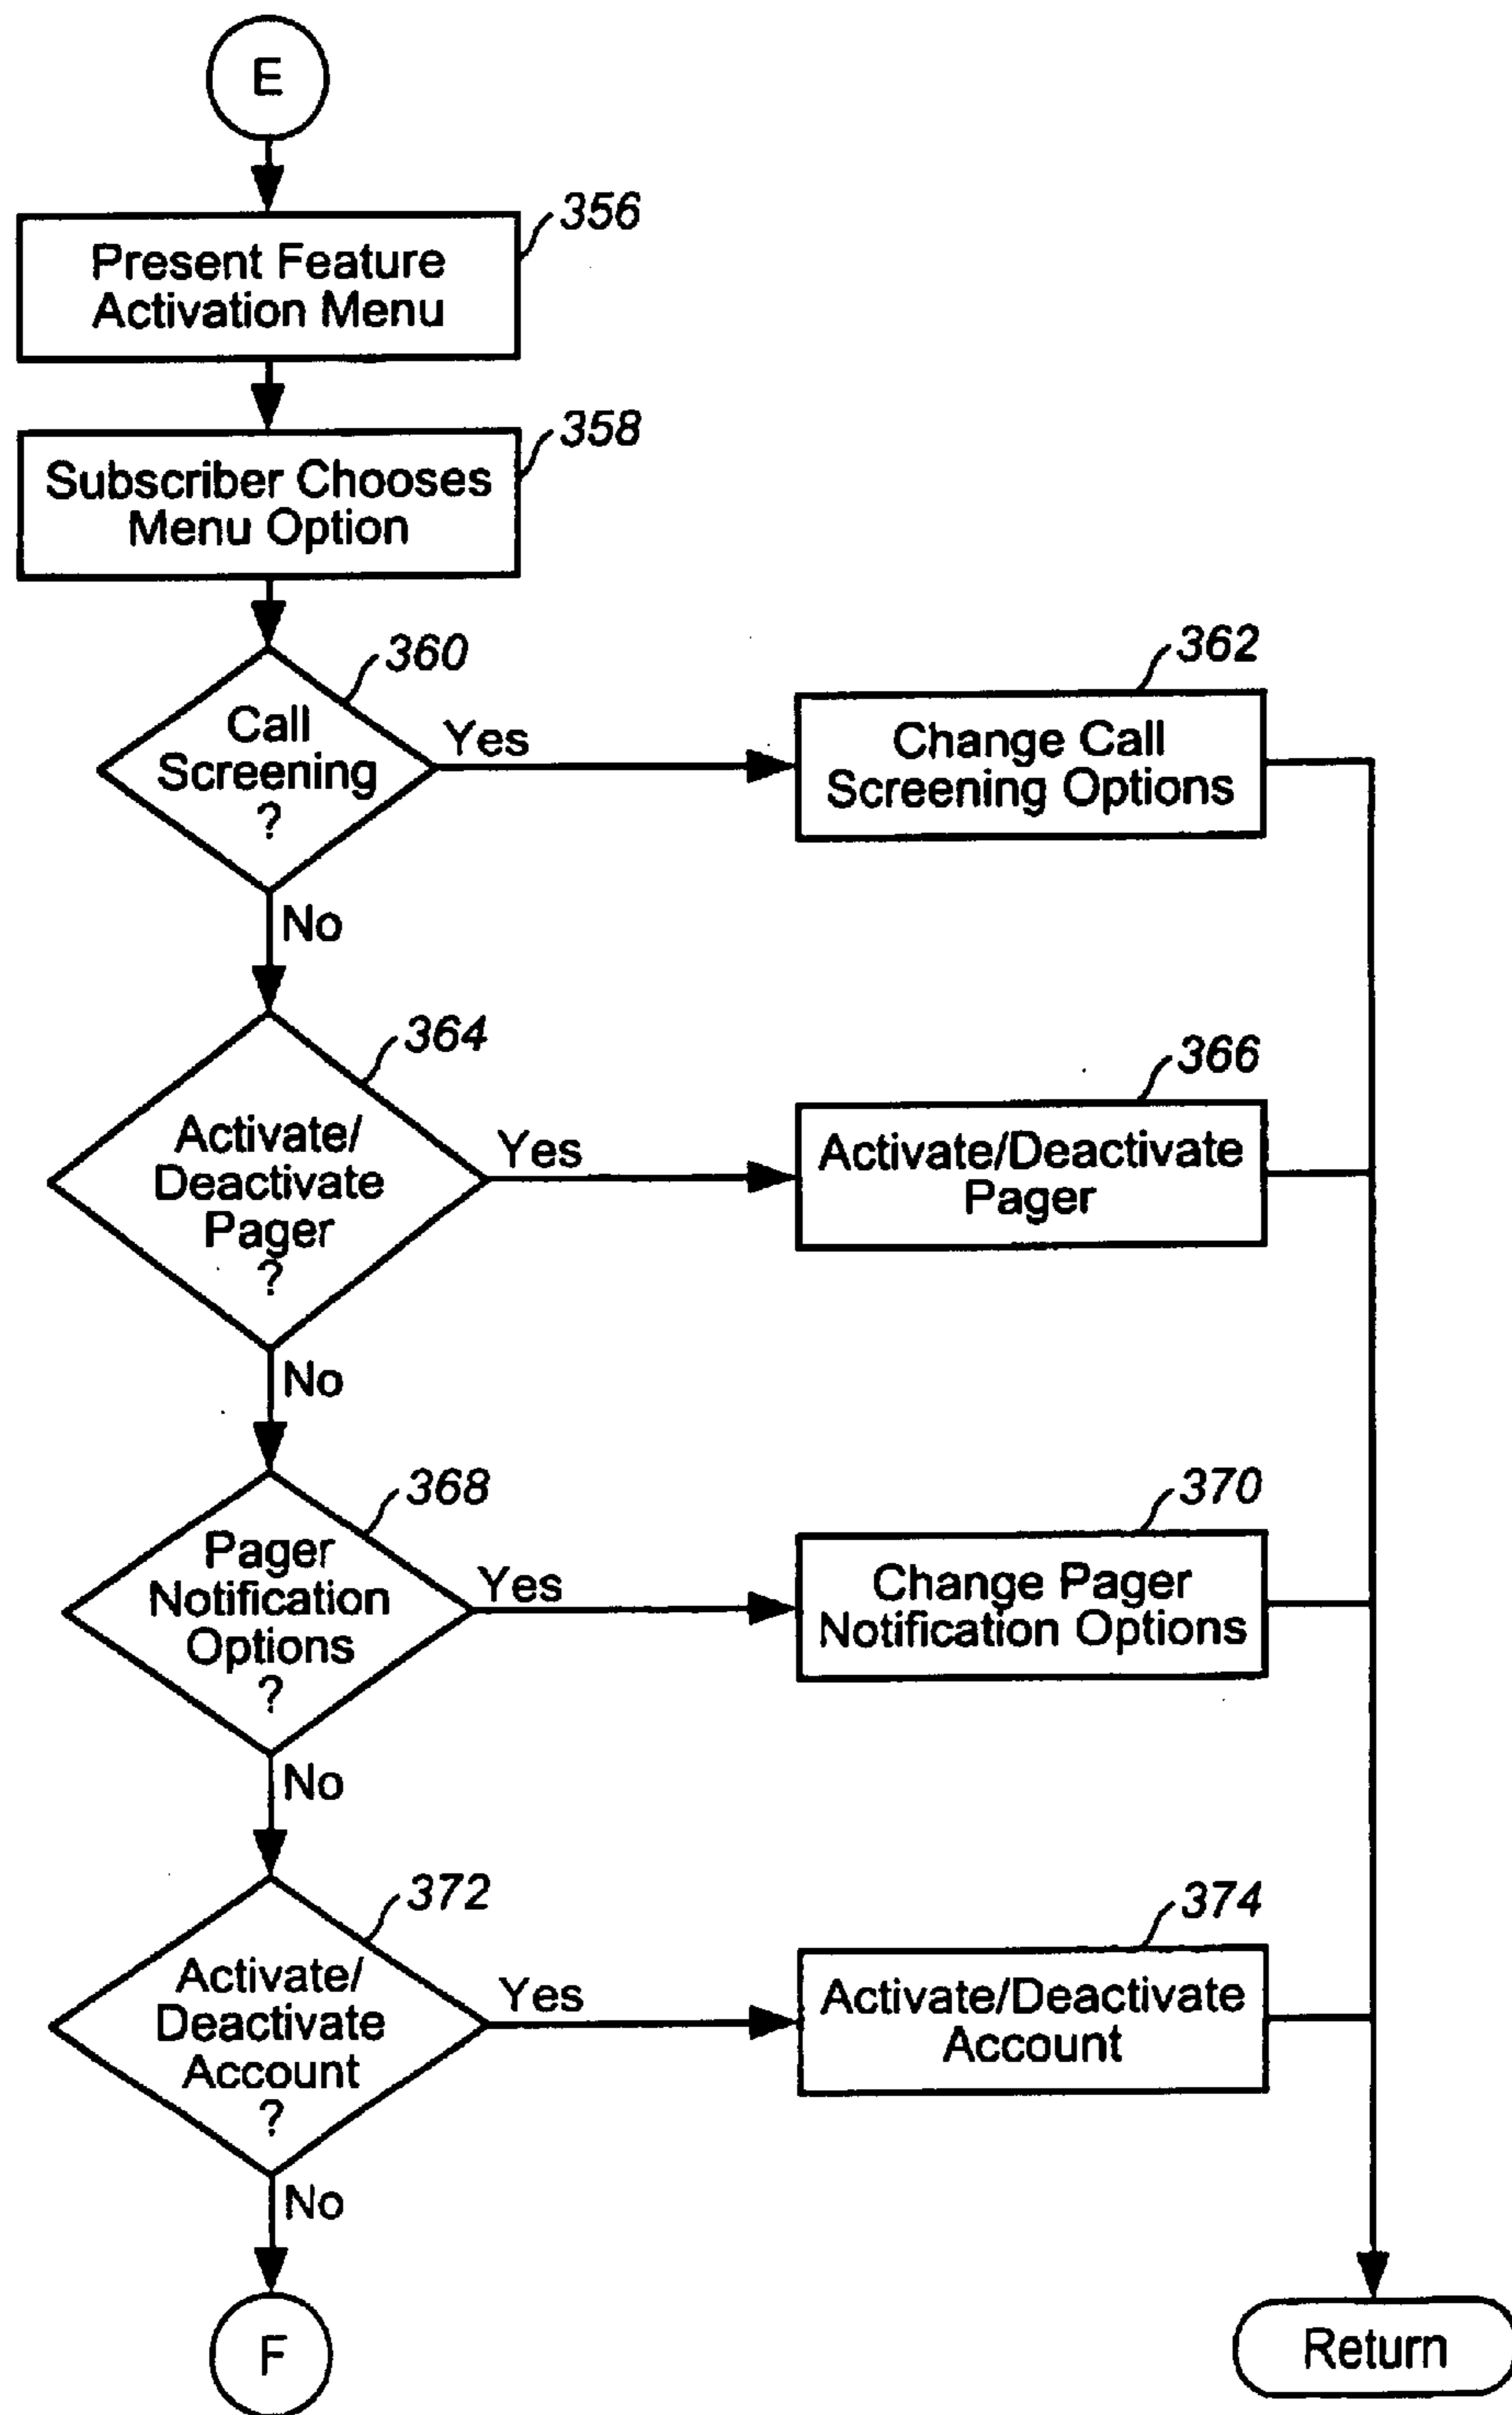 E
356
Present Feature
Activation Menu
358
Subscriber Chooses
Menu Option
360
Call
Screening
?
Yes
362
Change Call
Screening Options
No
364
Activate/
Deactivate
Pager
?
Yes
366
Activate/Deactivate
Pager
No
368
Pager
Notification
Options
?
Yes
370
Change Pager
Notification Options
No
372
Activate/
Deactivate
Account
?
Yes
374
Activate/Deactivate
Account
No
F
Return